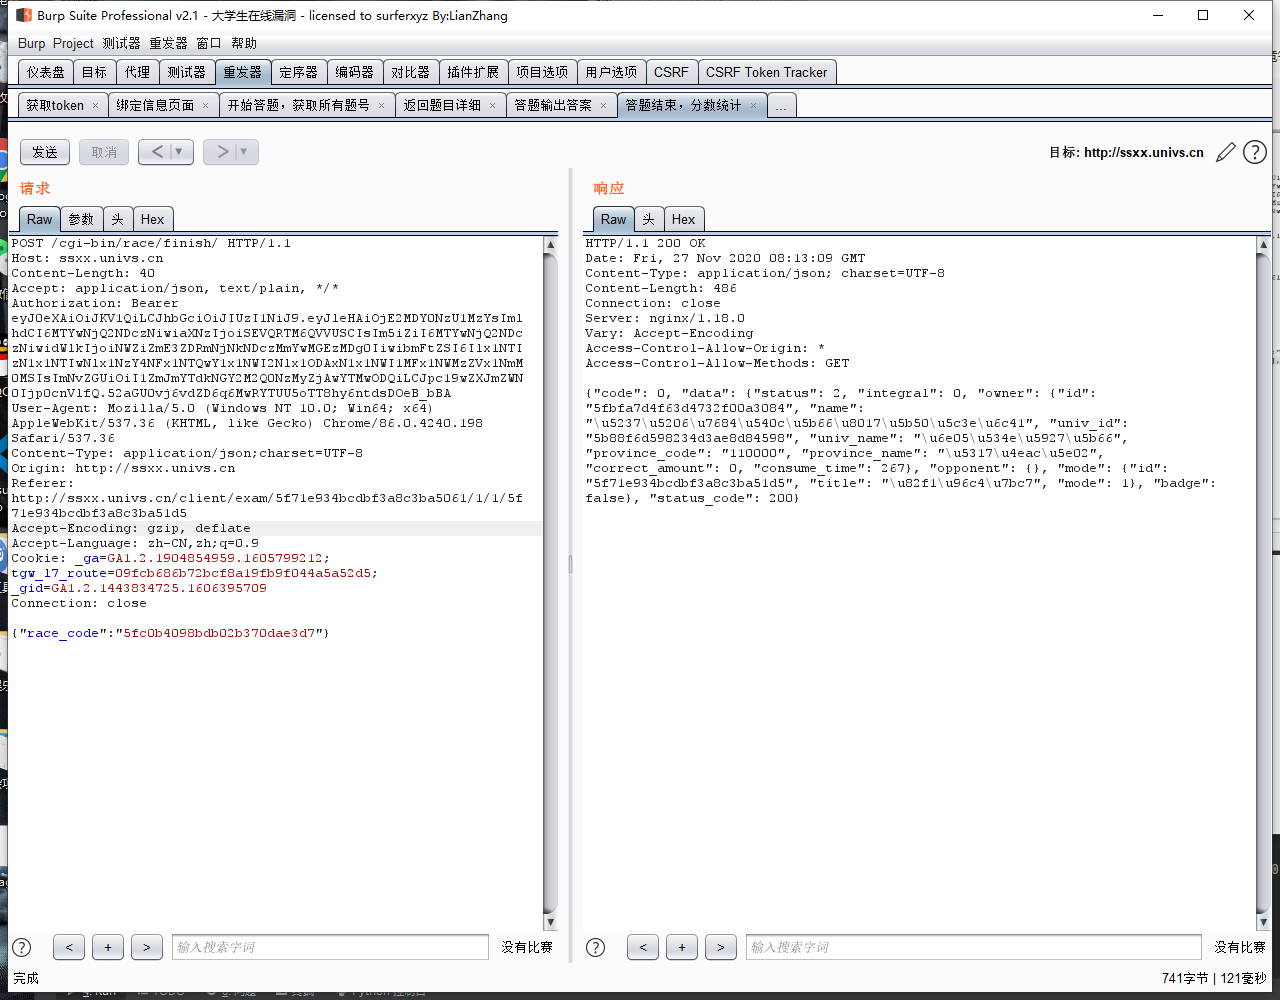 Burp Suite Professional v2.1 - 大学生在线漏洞 - licensed to surferxyz By:LianZhang
Burp Project 测试器 重发器 窗口 帮助
仪表盘 目标 代理 测试器 重发器 定序器 编码器 对比器 插件扩展 项目选项 用户选项 CSRF CSRF Token Tracker
获取token × 绑定信息页面 × 开始答题，获取所有题号 × 返回题目详细 × 答题输出答案 × 答题结束，分数统计 × ...
发送 取消 < ▼ > ▼ 目标: http://ssxx.univs.cn ?
请求
Raw 参数 头 Hex
POST /cgi-bin/race/finish/ HTTP/1.1
Host: ssxx.univs.cn
Content-Length: 40
Accept: application/json, text/plain, */*
Authorization: Bearer
eyJ0eXAiOiJKV1QiLCJhbGciOiJIUzI1NiJ9.eyJleHAiOjE2MDY0NzU1MzYsIml
hdCI6MTYwNjQ2NDczNiwiaXNzIjoiSEVQRTM6QVVUSCIsIm5iZiI6MTYwNjQ2NDc
zNiwidWlkIjoiNWZiZmE3ZDRmNjNkNDczMmYwMGEzMDg0IiwibmFtZSI6Ilx1NTI
zN1x1NTIwNlx1NzY4NFx1NTQwY1x1NWI2Nlx1ODAxN1x1NWI1MFx1NWMzZVx1NmM
0MSIsImNvZGUiOiI1ZmJmYTdkNGY2M2Q0NzMyZjAwYTMwODQiLCJpc19wZXJmZWN
0Ijp0cnVlfQ.52aGU0vj6vdZD6q6MwRYTUU5oTT8hy6ntdsDOeB_bBA
User-Agent: Mozilla/5.0 (Windows NT 10.0; Win64; x64)
AppleWebKit/537.36 (KHTML, like Gecko) Chrome/86.0.4240.198
Safari/537.36
Content-Type: application/json;charset=UTF-8
Origin: http://ssxx.univs.cn
Referer:
http://ssxx.univs.cn/client/exam/5f71e934bcdbf3a8c3ba5061/1/1/5f
71e934bcdbf3a8c3ba51d5
Accept-Encoding: gzip, deflate
Accept-Language: zh-CN,zh;q=0.9
Cookie: _ga=GA1.2.1904854959.1605799212;
tgw_l7_route=09fcb686b72bcf8a19fb9f044a5a52d5;
_gid=GA1.2.1443834725.1606395709
Connection: close
{"race_code":"5fc0b4098bdb02b370dae3d7"}
? < + > 输入搜索字词 没有比赛
响应
Raw 头 Hex
HTTP/1.1 200 OK
Date: Fri, 27 Nov 2020 08:13:09 GMT
Content-Type: application/json; charset=UTF-8
Content-Length: 486
Connection: close
Server: nginx/1.18.0
Vary: Accept-Encoding
Access-Control-Allow-Origin: *
Access-Control-Allow-Methods: GET
{"code": 0, "data": {"status": 2, "integral": 0, "owner": {"id":
"5fbfa7d4f63d4732f00a3084", "name":
"\u5237\u5206\u7684\u540c\u5b66\u8017\u5b50\u5c3e\u6c41", "univ_id":
"5b88f6d598234d3ae8d84598", "univ_name": "\u6e05\u534e\u5927\u5b66",
"province_code": "110000", "province_name": "\u5317\u4eac\u5e02",
"correct_amount": 0, "consume_time": 267}, "opponent": {}, "mode": {"id":
"5f71e934bcdbf3a8c3ba51d5", "title": "\u82f1\u96c4\u7bc7", "mode": 1}, "badge":
false}, "status_code": 200}
? < + > 输入搜索字词 没有比赛
完成 741字节 | 121毫秒